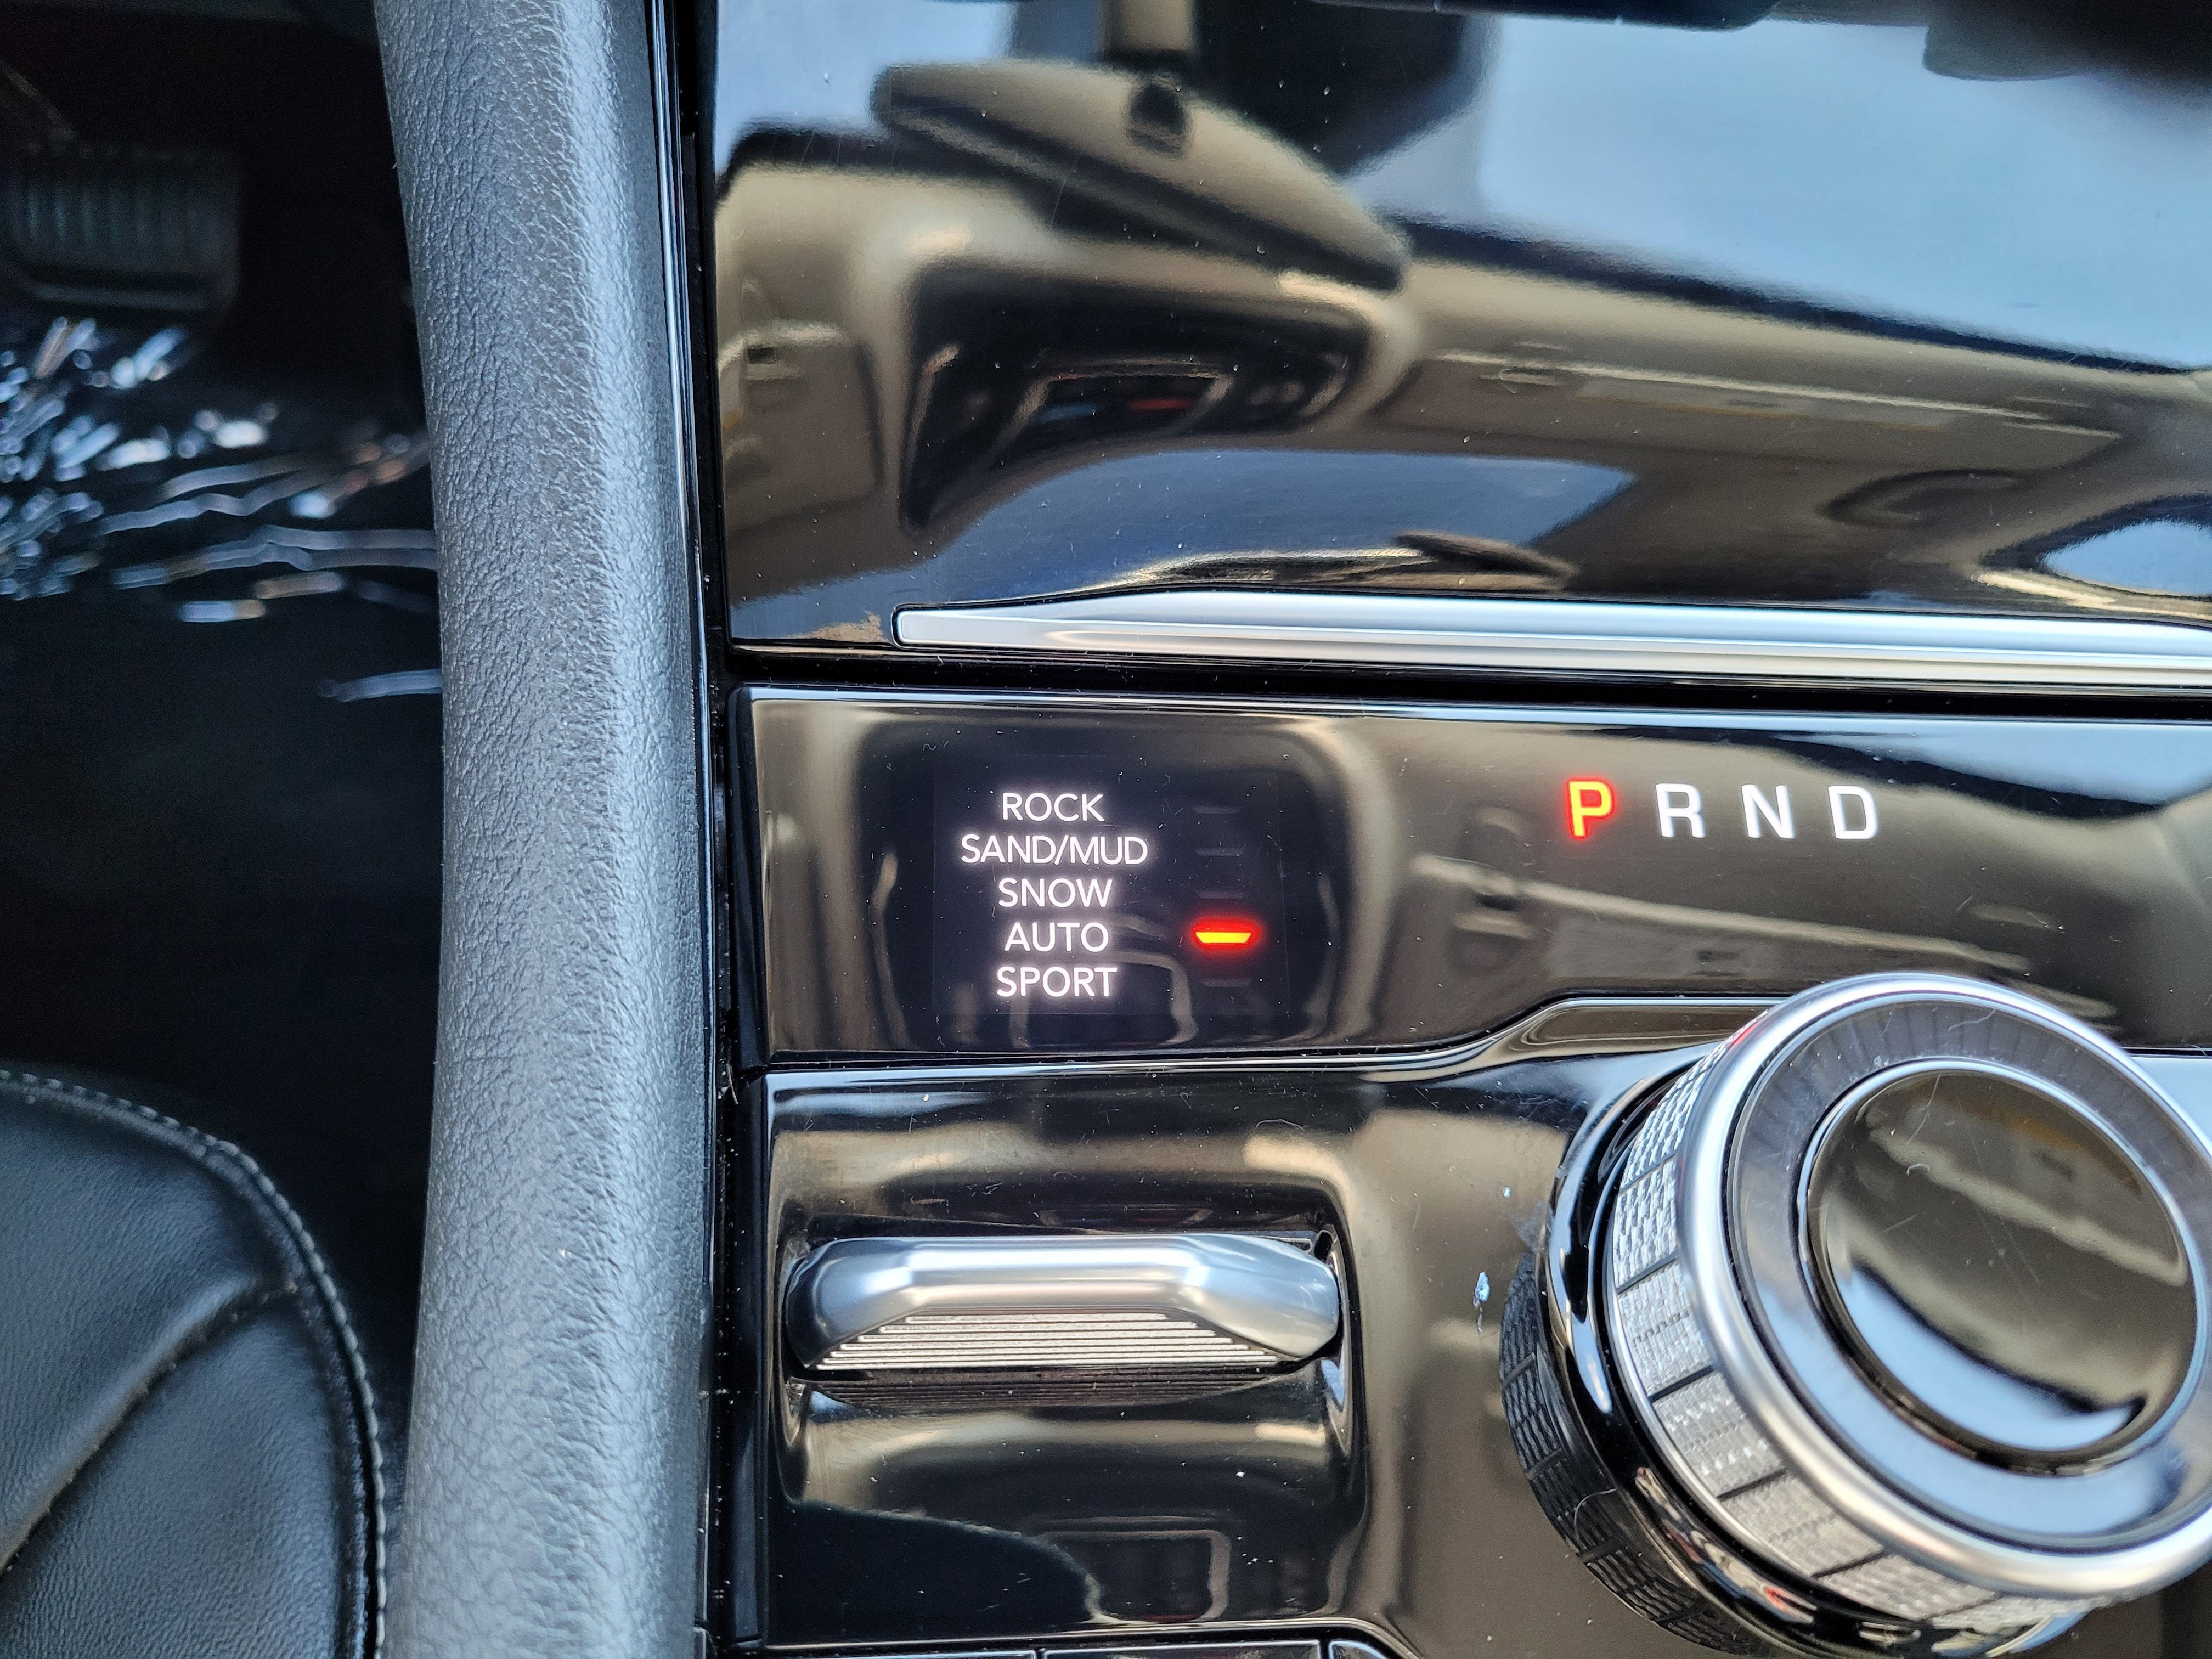 ROCK
SAND/MUD
SNOW
AUTO
SPORT
P R N D